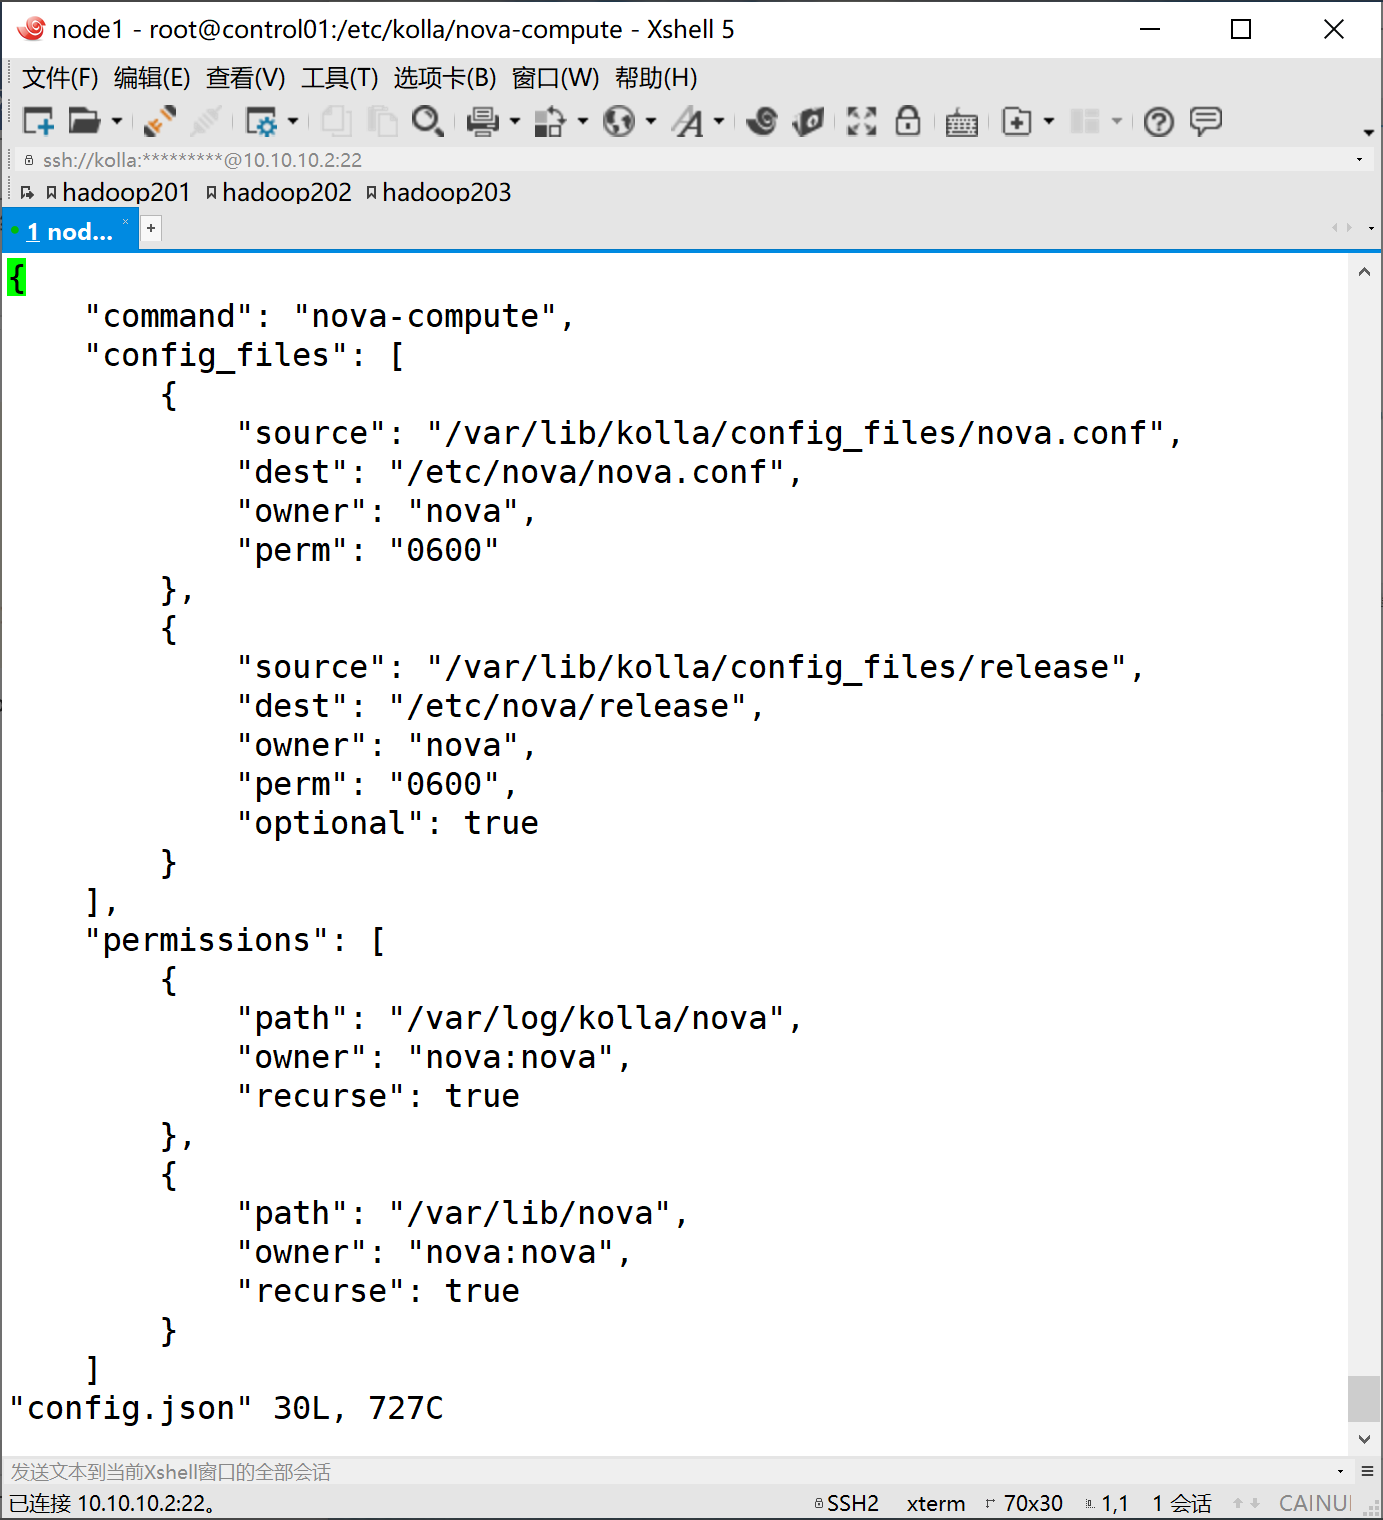 node1 - root@control01:/etc/kolla/nova-compute - Xshell 5
文件(F) 编辑(E) 查看(V) 工具(T) 选项卡(B) 窗口(W) 帮助(H)
ssh://kolla:*********@10.10.10.2:22
hadoop201 hadoop202 hadoop203
1 nod... × +
{
    "command": "nova-compute",
    "config_files": [
        {
            "source": "/var/lib/kolla/config_files/nova.conf",
            "dest": "/etc/nova/nova.conf",
            "owner": "nova",
            "perm": "0600"
        },
        {
            "source": "/var/lib/kolla/config_files/release",
            "dest": "/etc/nova/release",
            "owner": "nova",
            "perm": "0600",
            "optional": true
        }
    ],
    "permissions": [
        {
            "path": "/var/log/kolla/nova",
            "owner": "nova:nova",
            "recurse": true
        },
        {
            "path": "/var/lib/nova",
            "owner": "nova:nova",
            "recurse": true
        }
    ]
"config.json" 30L, 727C
发送文本到当前Xshell窗口的全部会话
已连接 10.10.10.2:22。 SSH2 xterm 70x30 1,1 1 会话